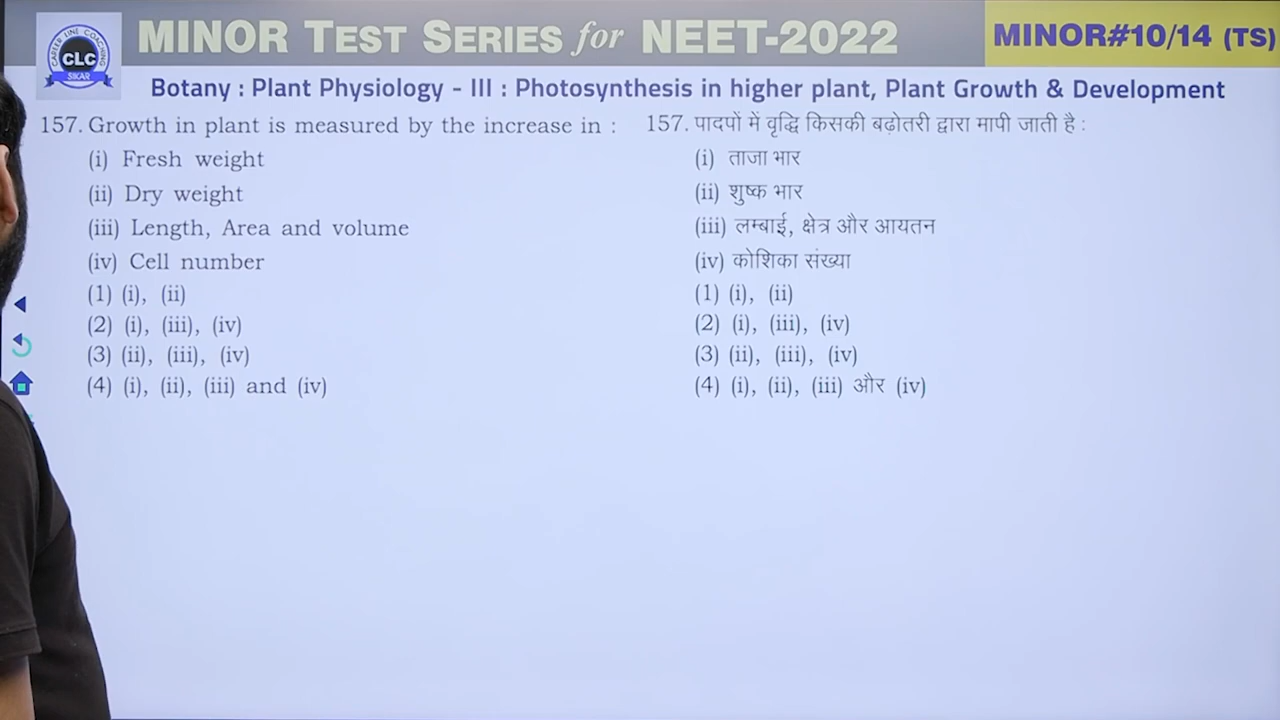 CAREER LINE COACHING
CLC
SIKAR
MINOR TEST SERIES for NEET-2022
MINOR#10/14 (TS)
Botany : Plant Physiology - III : Photosynthesis in higher plant, Plant Growth & Development
157. Growth in plant is measured by the increase in :
(i) Fresh weight
(ii) Dry weight
(iii) Length, Area and volume
(iv) Cell number
(1) (i), (ii)
(2) (i), (iii), (iv)
(3) (ii), (iii), (iv)
(4) (i), (ii), (iii) and (iv)
157. पादपों में वृद्धि किसकी बढ़ोतरी द्वारा मापी जाती है :
(i) ताजा भार
(ii) शुष्क भार
(iii) लम्बाई, क्षेत्र और आयतन
(iv) कोशिका संख्या
(1) (i), (ii)
(2) (i), (iii), (iv)
(3) (ii), (iii), (iv)
(4) (i), (ii), (iii) और (iv)